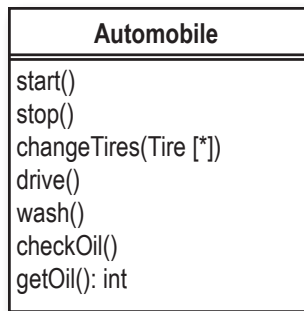 Automobile
start()
stop()
changeTires(Tire [*])
drive()
wash()
checkOil()
getOil(): int